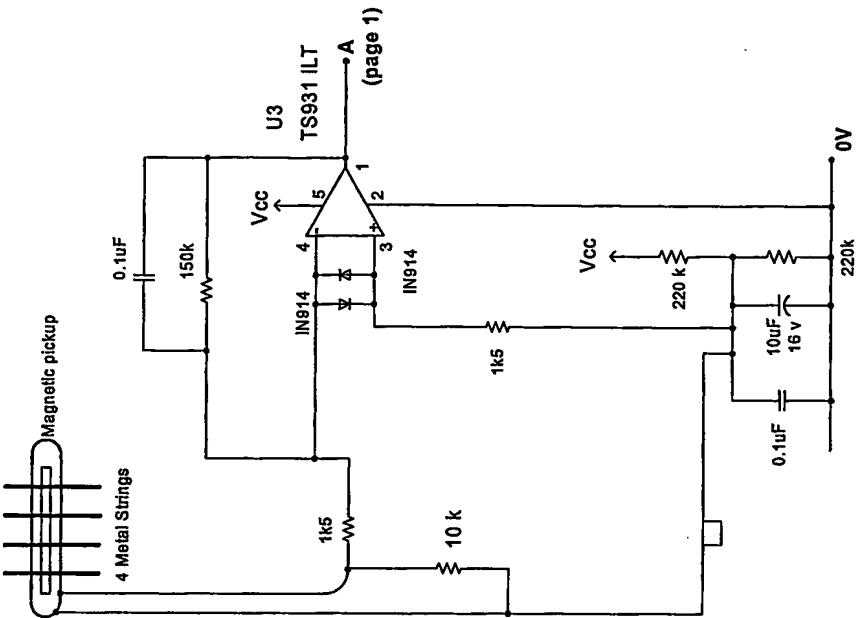 Magnetic pickup
4 Metal Strings
0.1uF
150k
U3
TS931 ILT
A
(page 1)
Vcc
5
1
4
2
3
-
+
IN914
IN914
1k5
10 k
1k5
Vcc
220 k
220k
10uF
16 v
0.1uF
0V